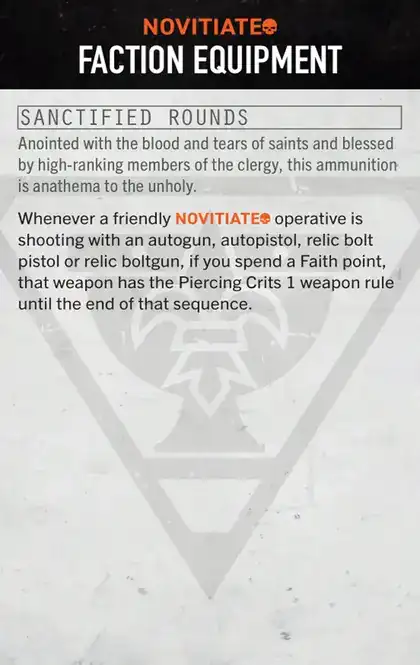 NOVITIATE
FACTION EQUIPMENT
SANCTIFIED ROUNDS
Anointed with the blood and tears of saints and blessed
by high-ranking members of the clergy, this ammunition
is anathema to the unholy.
Whenever a friendly NOVITIATE operative is
shooting with an autogun, autopistol, relic bolt
pistol or relic boltgun, if you spend a Faith point,
that weapon has the Piercing Crits 1 weapon rule
until the end of that sequence.